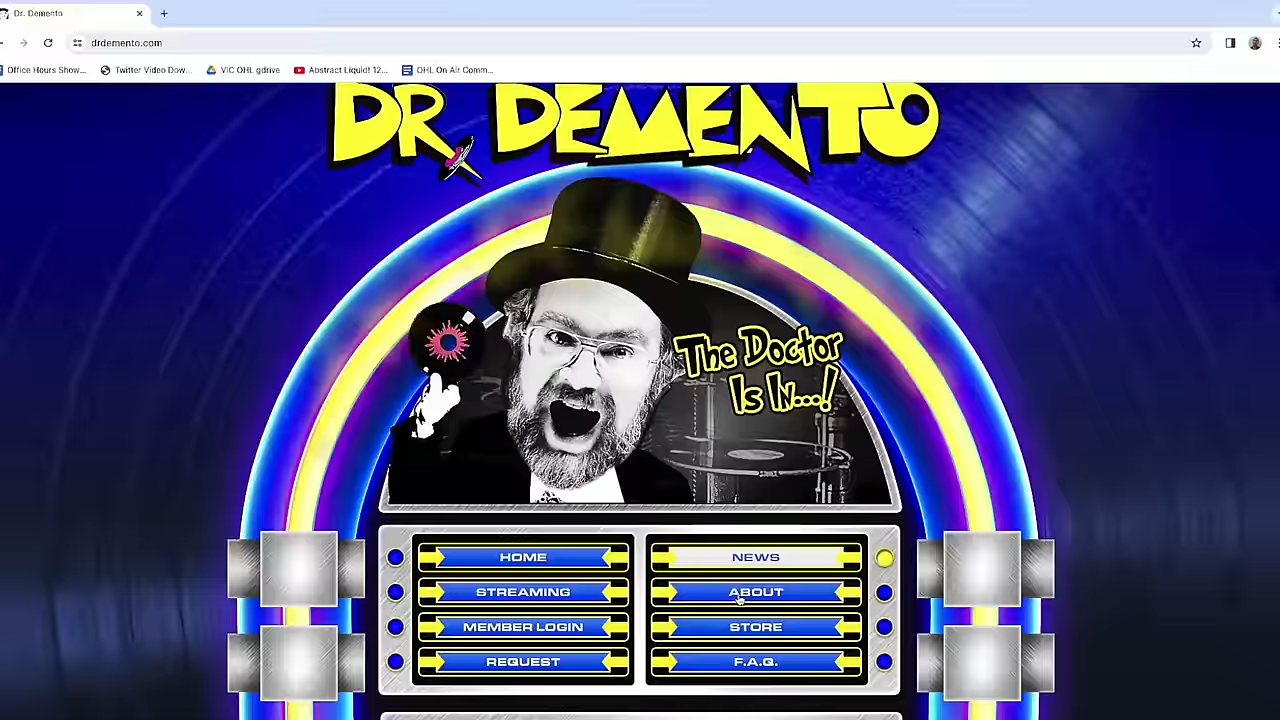 Dr. Demento
drdemento.com
Office Hours Show...
Twitter Video Dow...
VIC OHL gdrive
Abstract Liquid! 12...
OHL On Air Comm...
DR. DEMENTO
The Doctor
Is In....!
HOME
NEWS
STREAMING
ABOUT
MEMBER LOGIN
STORE
REQUEST
F.A.Q.